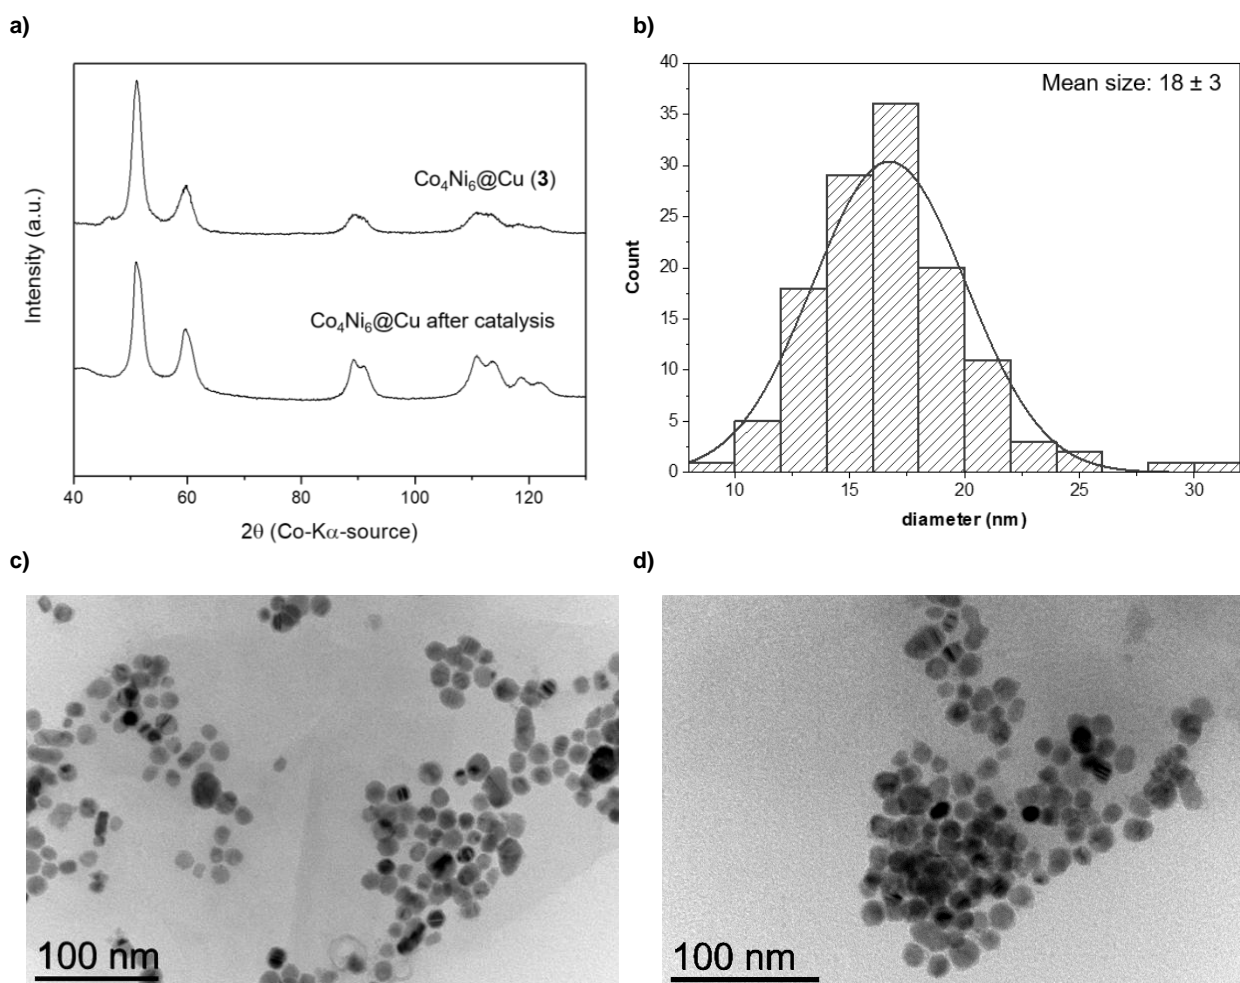 a)
Intensity (a.u.)
Co₄Ni₆@Cu (3)
Co₄Ni₆@Cu after catalysis
40 60 80 100 120
2θ (Co-Kα-source)
b)
Mean size: 18 ± 3
Count
40
35
30
25
20
15
10
5
0
10 15 20 25 30
diameter (nm)
c)
100 nm
d)
100 nm